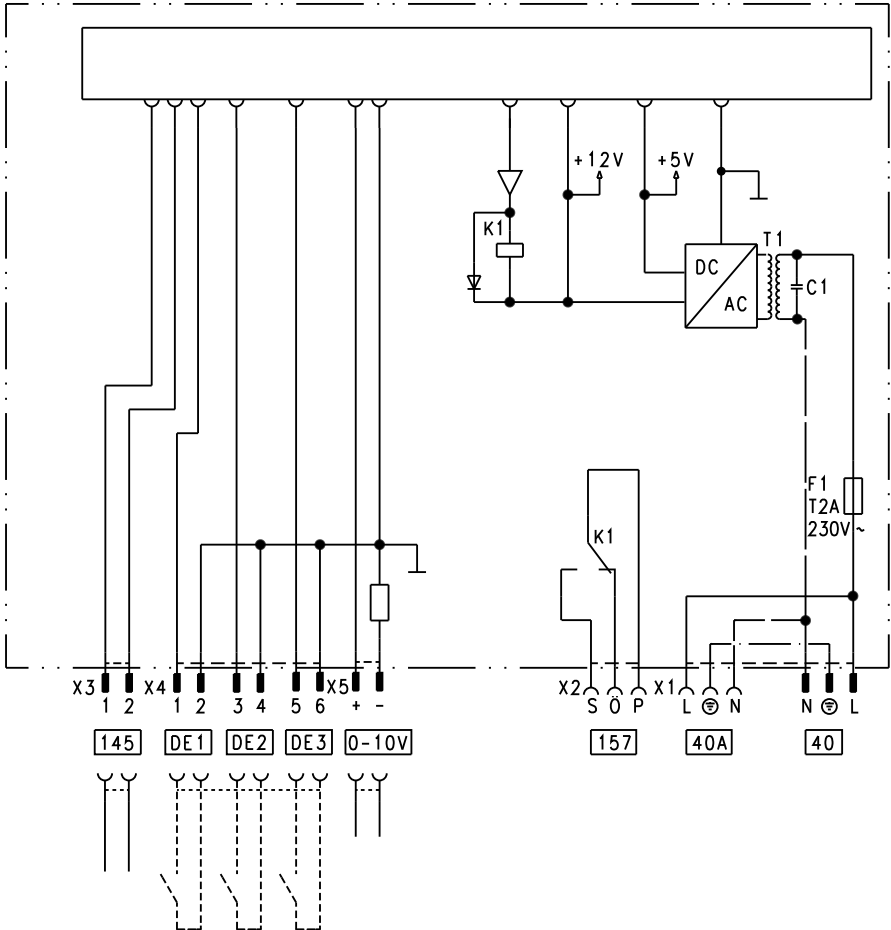 +12V +5V
K1 T1
DC
AC C1
F1
T2A
230V ~
K1
X3 X4 X5 X2 X1
1 2 1 2 3 4 5 6 + - S Ö P L N N L
145 DE1 DE2 DE3 0-10V 157 40A 40